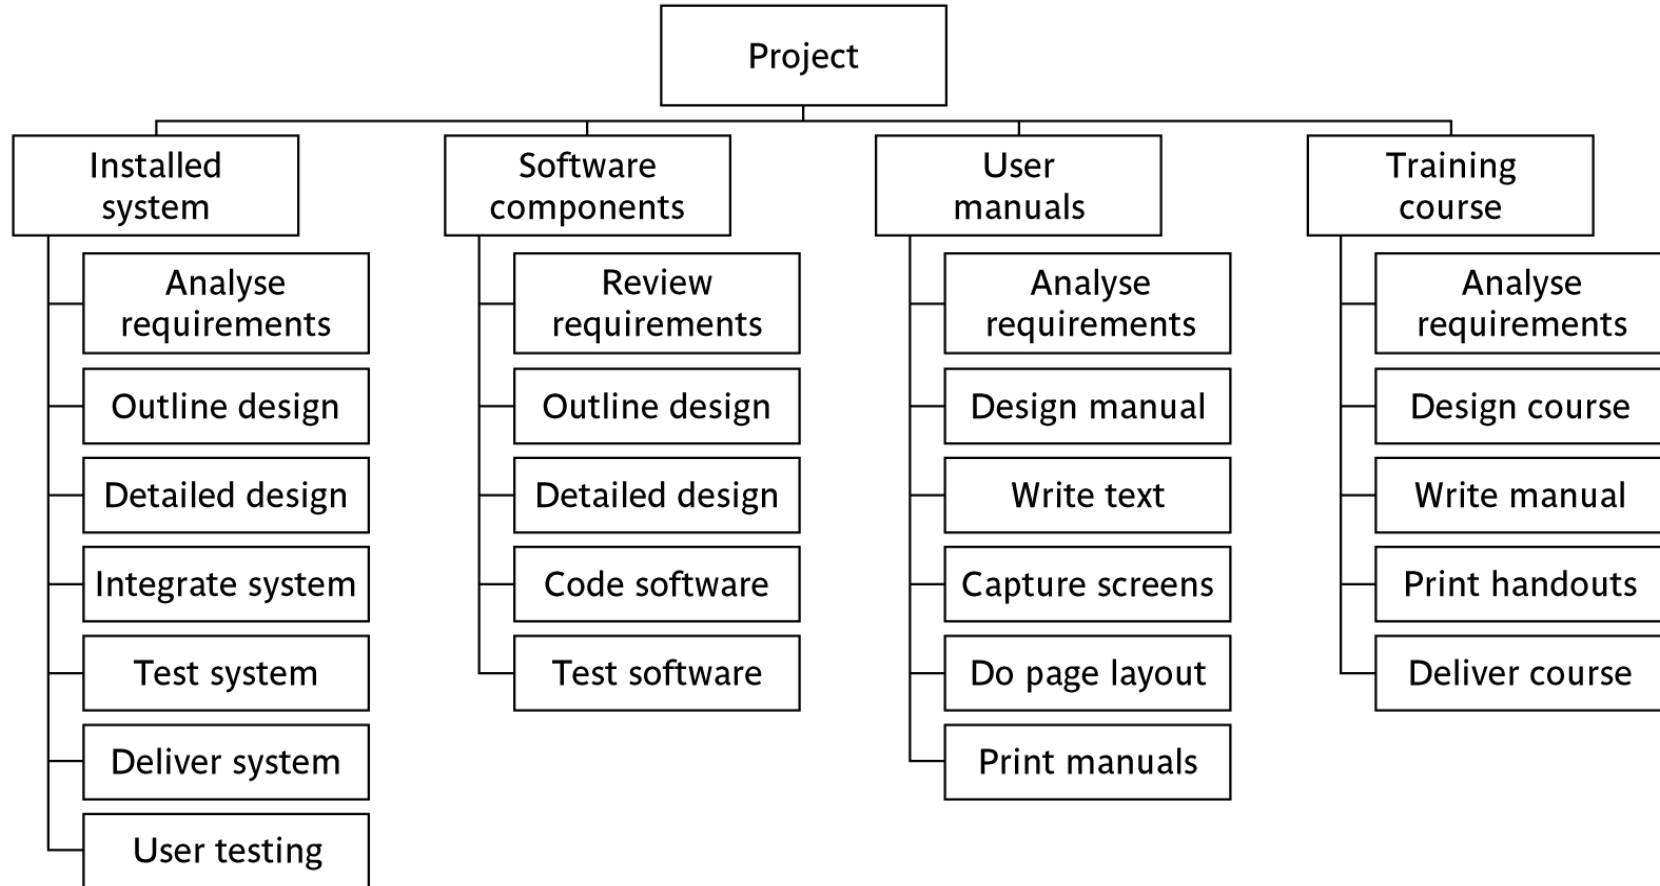 Project
Installed
system
Analyse
requirements
Outline design
Detailed design
Integrate system
Test system
Deliver system
User testing
Software
components
Review
requirements
Outline design
Detailed design
Code software
Test software
User
manuals
Analyse
requirements
Design manual
Write text
Capture screens
Do page layout
Print manuals
Training
course
Analyse
requirements
Design course
Write manual
Print handouts
Deliver course